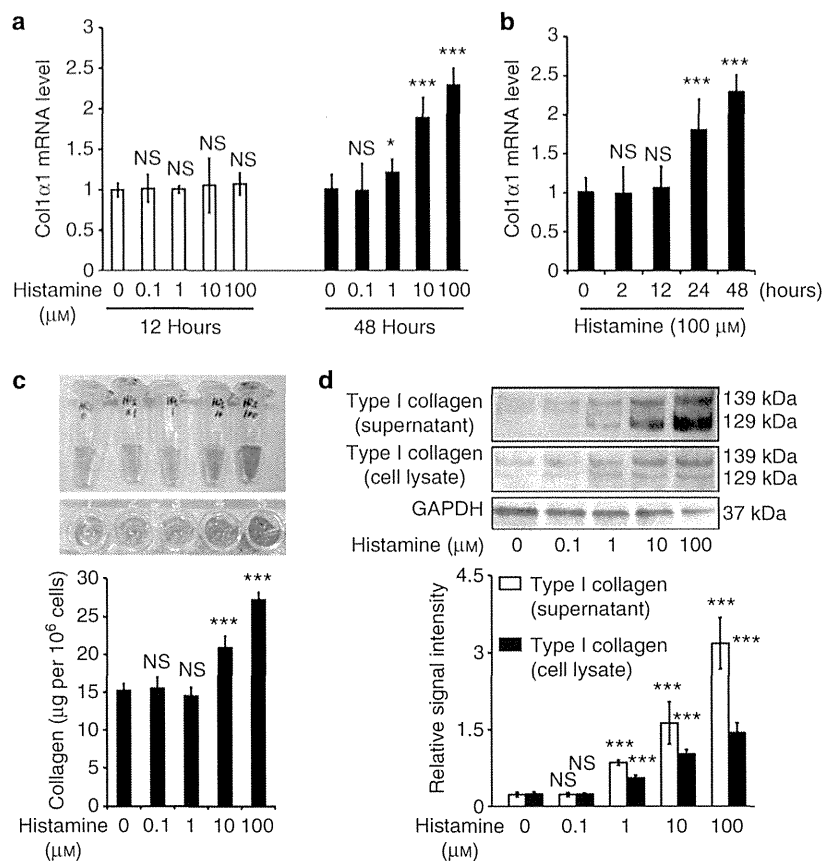 a
Col1α1 mRNA level
3
2.5
2
1.5
1
0.5
0
NS
NS
NS
NS
NS
*
***
***
Histamine (μM)
0 0.1 1 10 100
12 Hours
0 0.1 1 10 100
48 Hours
b
Col1α1 mRNA level
3
2.5
2
1.5
1
0.5
0
NS
NS
***
***
0 2 12 24 48 (hours)
Histamine (100 μM)
c
Collagen (μg per 10⁶ cells)
30
25
20
15
10
5
0
NS
NS
***
***
Histamine (μM)
0 0.1 1 10 100
d
Type I collagen (supernatant)
139 kDa
129 kDa
Type I collagen (cell lysate)
139 kDa
129 kDa
GAPDH
37 kDa
Histamine (μM)
0 0.1 1 10 100
Relative signal intensity
4.5
3
1.5
0
Type I collagen (supernatant)
Type I collagen (cell lysate)
NS
NS
***
***
***
***
***
***
Histamine (μM)
0 0.1 1 10 100